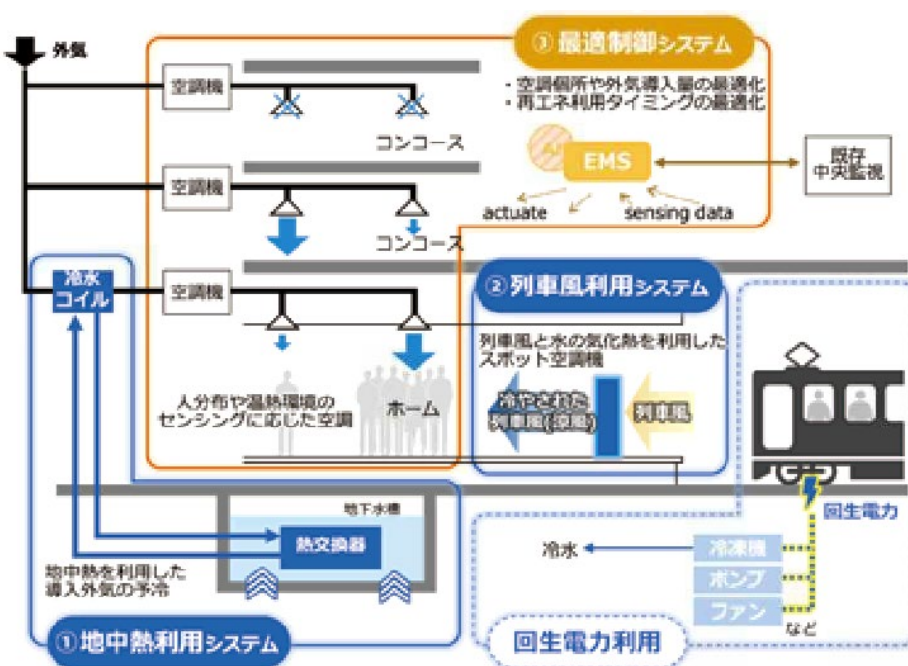 外気
③最適制御システム
・空調個所や外気導入量の最適化
・再エネ利用タイミングの最適化
空調機
コンコース
AI
EMS
既存
中央監視
actuate
sensing data
空調機
コンコース
冷水
コイル
空調機
②列車風利用システム
列車風と水の気化熱を利用した
スポット空調機
人分布や温熱環境の
センシングに応じた空調
ホーム
冷やされた
列車風(涼風)
列車風
地下水槽
熱交換器
地中熱を利用した
導入外気の予冷
①地中熱利用システム
回生電力
冷水
冷凍機
ポンプ
ファン
など
回生電力利用